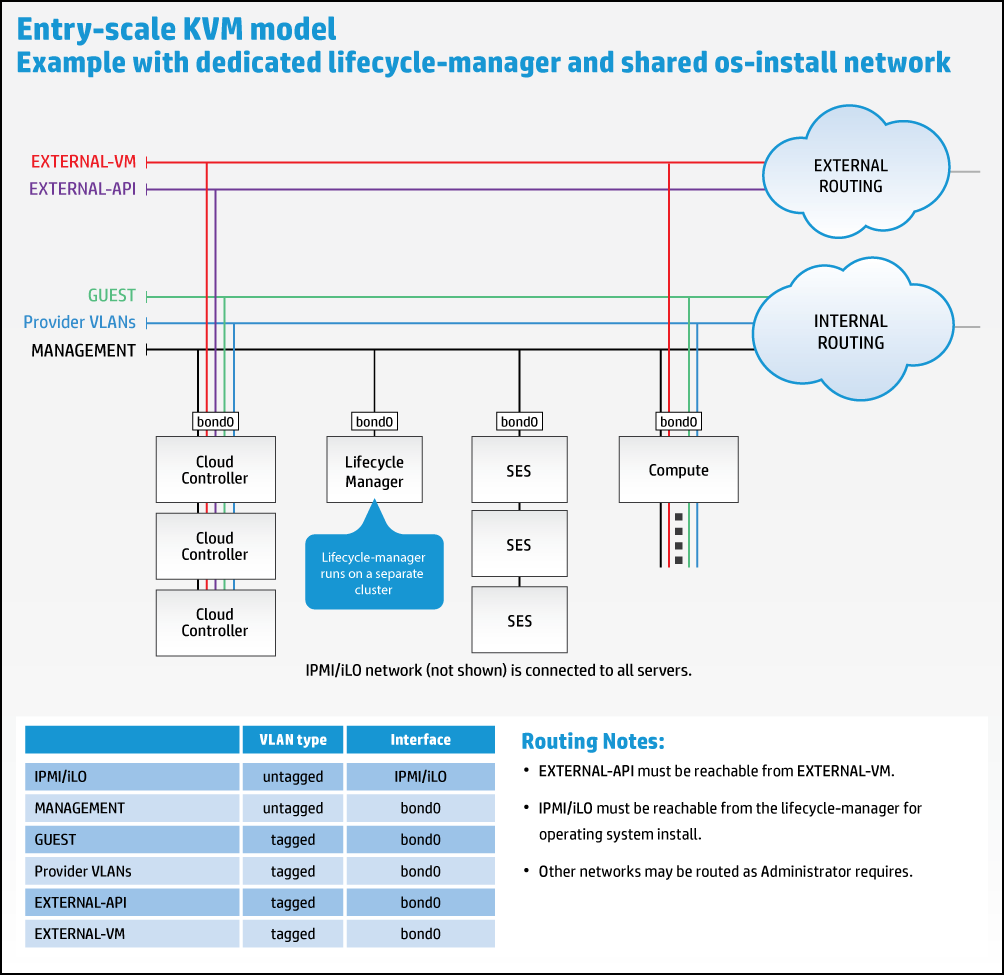 Entry-scale KVM model
Example with dedicated lifecycle-manager and shared os-install network
EXTERNAL-VM
EXTERNAL-API
EXTERNAL
ROUTING
GUEST
Provider VLANs
MANAGEMENT
INTERNAL
ROUTING
bond0
bond0
bond0
bond0
Cloud
Controller
Lifecycle
Manager
SES
Compute
Cloud
Controller
SES
Lifecycle-manager
runs on a separate
cluster
Cloud
Controller
SES
IPMI/iLO network (not shown) is connected to all servers.
VLAN type Interface
IPMI/iLO untagged IPMI/iLO
MANAGEMENT untagged bond0
GUEST tagged bond0
Provider VLANs tagged bond0
EXTERNAL-API tagged bond0
EXTERNAL-VM tagged bond0
Routing Notes:
• EXTERNAL-API must be reachable from EXTERNAL-VM.
• IPMI/iLO must be reachable from the lifecycle-manager for
operating system install.
• Other networks may be routed as Administrator requires.